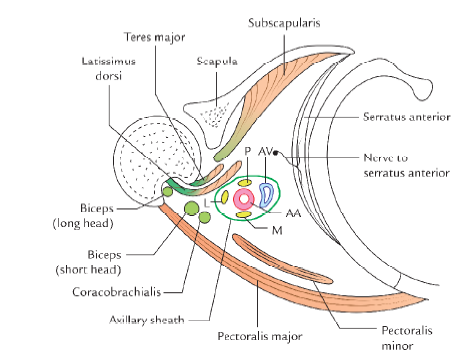 Subscapularis
Teres major
Latissimus
dorsi
Scapula
Serratus anterior
P AV
Nerve to
serratus anterior
L
AA
M
Biceps
(long head)
Biceps
(short head)
Coracobrachialis
Axillary sheath
Pectoralis major
Pectoralis
minor